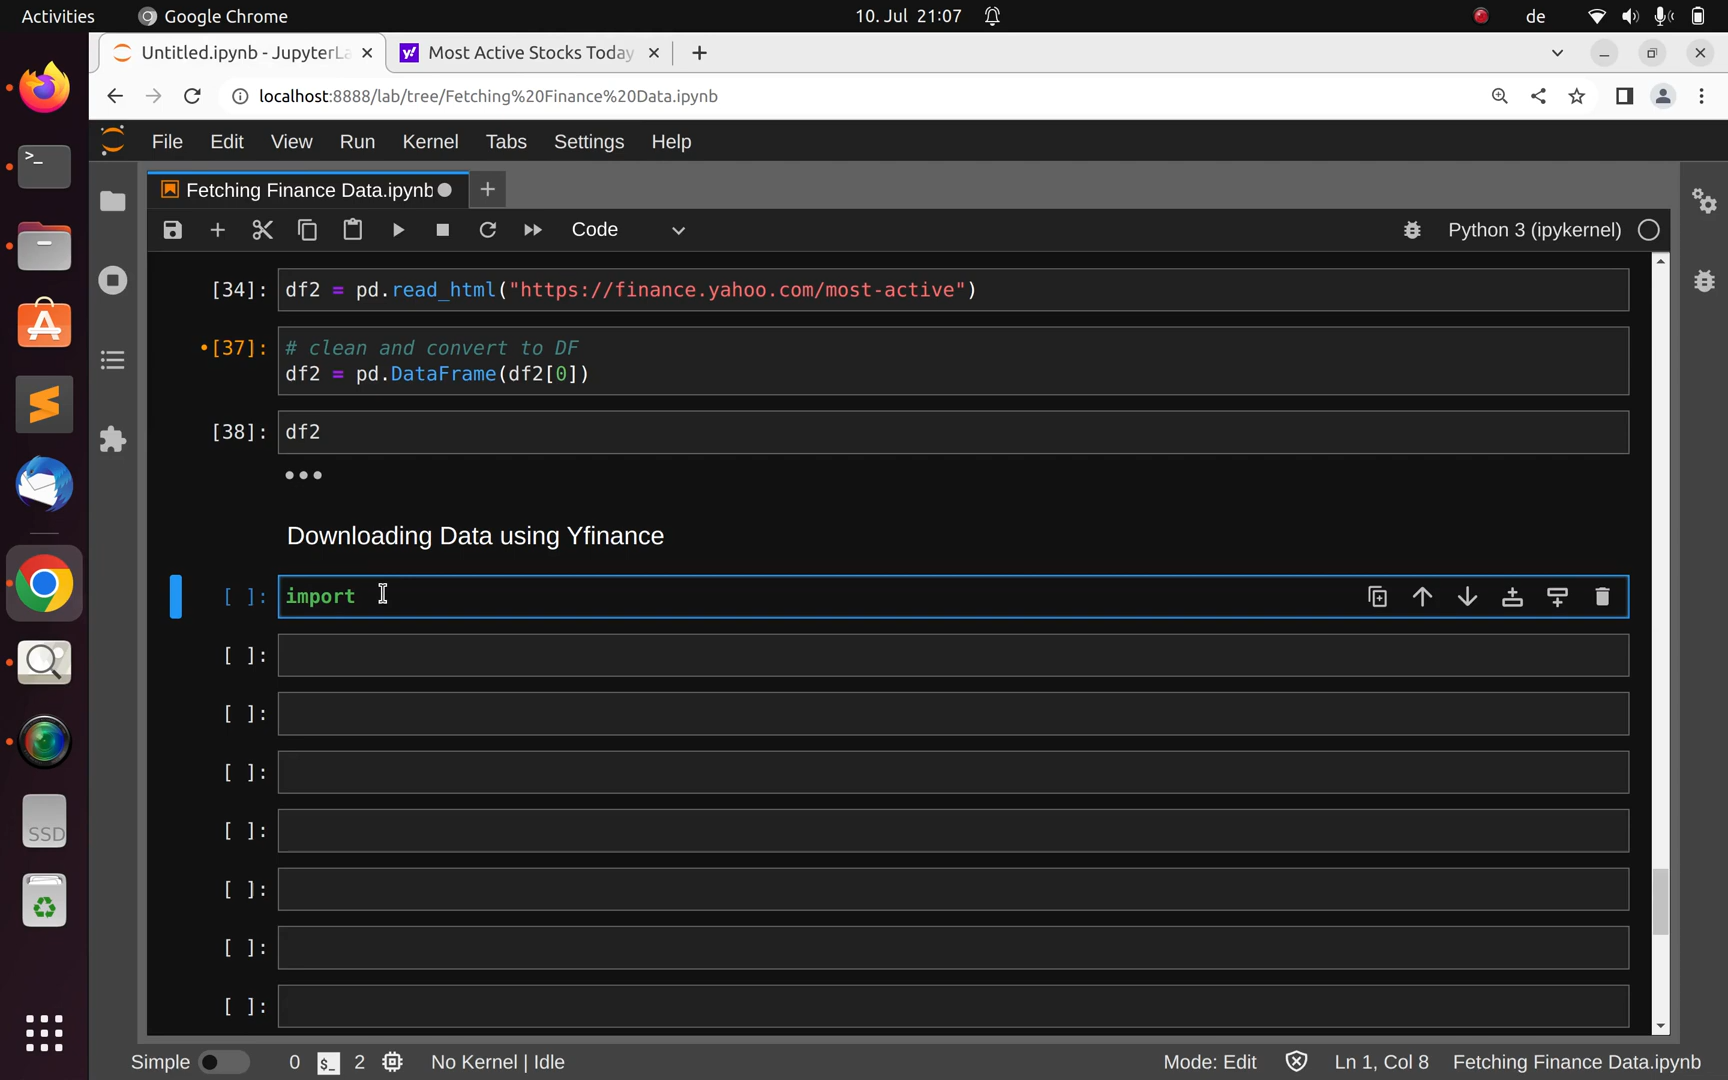 Activities
Google Chrome
10. Jul 21:07
de
Untitled.ipynb - JupyterLa
Most Active Stocks Today
localhost:8888/lab/tree/Fetching%20Finance%20Data.ipynb
File Edit View Run Kernel Tabs Settings Help
Fetching Finance Data.ipynb
Code
Python 3 (ipykernel)
[34]: df2 = pd.read_html("https://finance.yahoo.com/most-active")
•[37]: # clean and convert to DF
df2 = pd.DataFrame(df2[0])
[38]: df2
•••
Downloading Data using Yfinance
[ ]: import
[ ]:
[ ]:
[ ]:
[ ]:
[ ]:
[ ]:
[ ]:
SSD
Simple 0 $_ 2 No Kernel | Idle Mode: Edit Ln 1, Col 8 Fetching Finance Data.ipynb